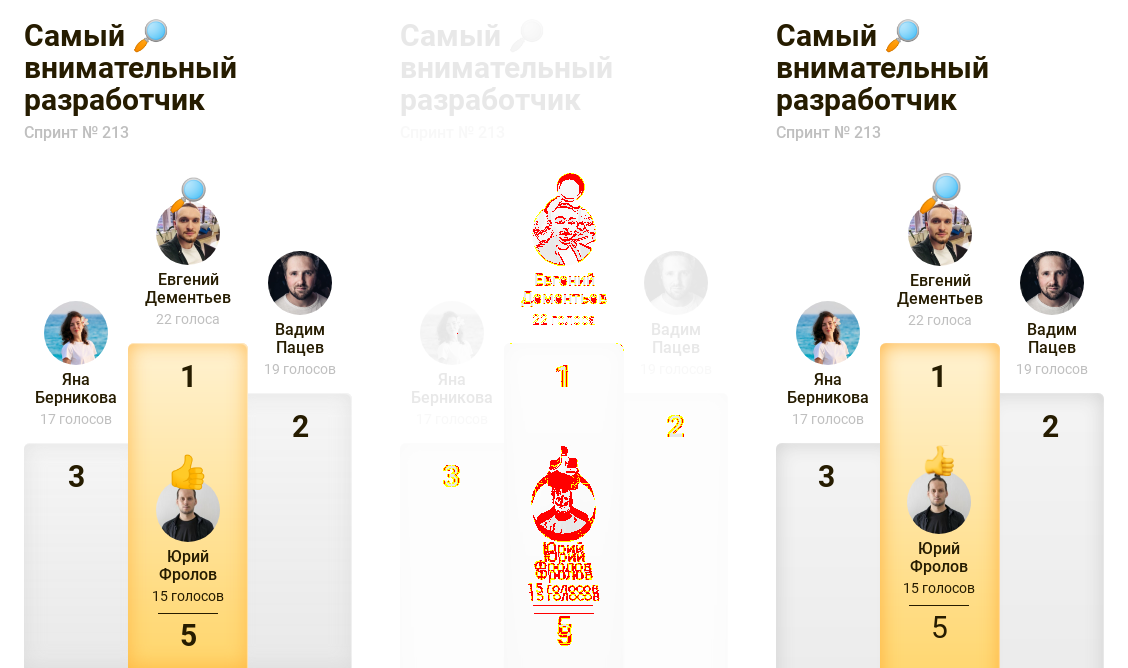 Самый 🔎
внимательный
разработчик
Спринт № 213
Евгений
Дементьев
22 голоса
Вадим
Пацев
19 голосов
Яна
Берникова
17 голосов
1
2
3
Юрий
Фролов
15 голосов
5
Самый 🔎
внимательный
разработчик
Спринт № 213
Евгений
Дементьев
22 голоса
Вадим
Пацев
19 голосов
Яна
Берникова
17 голосов
1
2
3
Юрий
Фролов
15 голосов
5
Самый 🔎
внимательный
разработчик
Спринт № 213
Евгений
Дементьев
22 голоса
Вадим
Пацев
19 голосов
Яна
Берникова
17 голосов
1
2
3
Юрий
Фролов
15 голосов
5